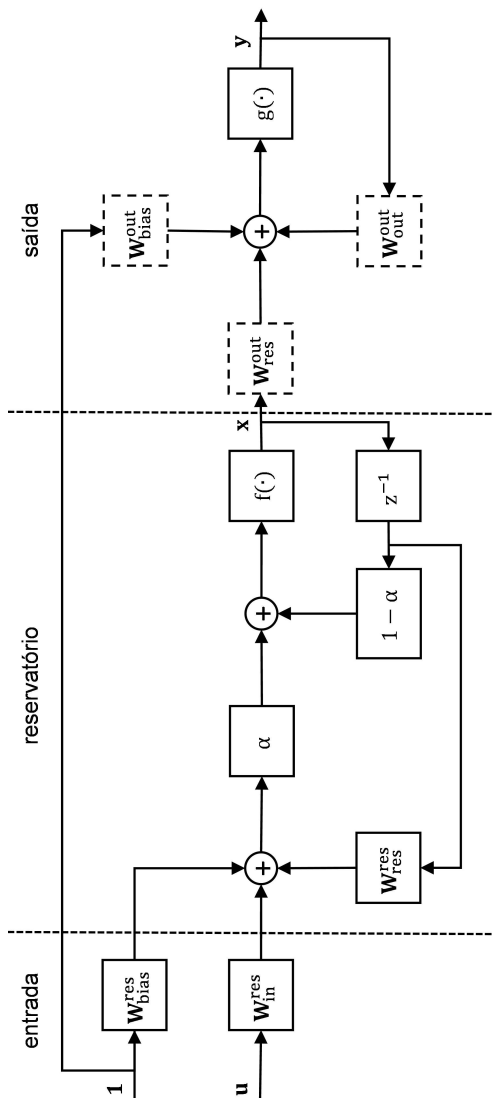 entrada
reservatório
saída
1
W_bias^res
W_bias^out
u
W_in^res
+
α
+
f(·)
x
W_res^out
+
g(·)
y
W_res^res
1 − α
z⁻¹
W_out^out